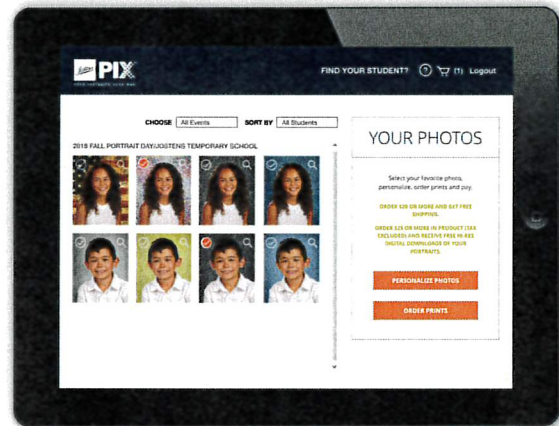 PIX
FIND YOUR STUDENT? ? (1) Logout
CHOOSE All Events SORT BY All Students
2018 FALL PORTRAIT DAY/JOSTENS TEMPORARY SCHOOL
YOUR PHOTOS
Select your favorite photo,
personalize, order prints and pay.
ORDER $20 OR MORE AND GET FREE
SHIPPING.
ORDER $25 OR MORE IN PRODUCT (TAX
EXCLUDED) AND RECEIVE FREE HI-RES
DIGITAL DOWNLOADS OF YOUR
PORTRAITS.
PERSONALIZE PHOTOS
ORDER PRINTS